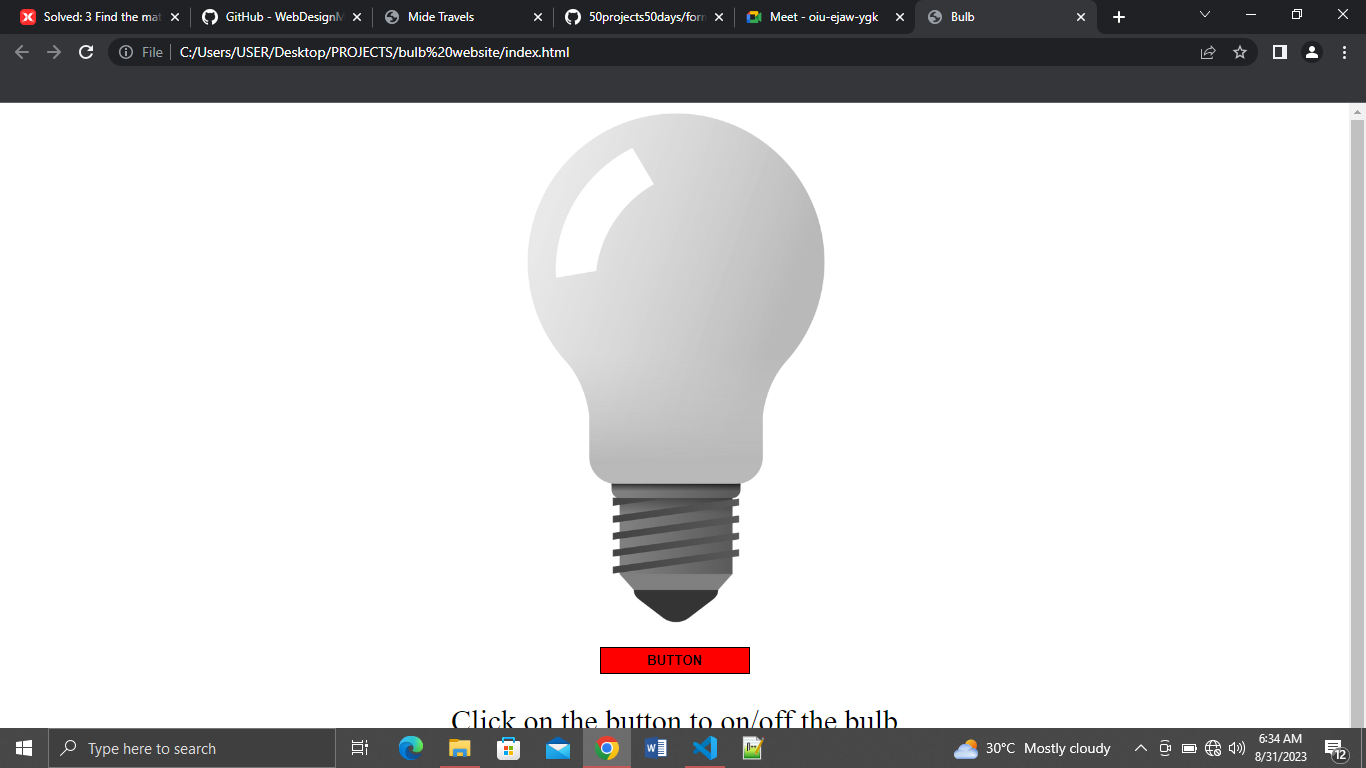 Solved: 3 Find the mat
GitHub - WebDesignM
Mide Travels
50projects50days/form
Meet - oiu-ejaw-ygk
Bulb
File
C:/Users/USER/Desktop/PROJECTS/bulb%20website/index.html
BUTTON
Click on the button to on/off the bulb
Type here to search
30°C Mostly cloudy
6:34 AM
8/31/2023
12